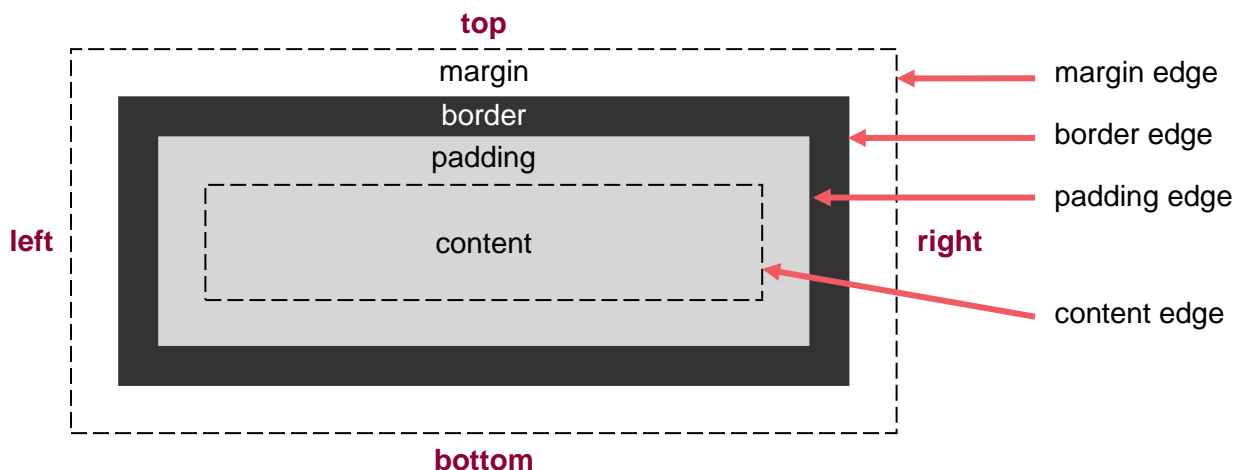 top
margin
margin edge
border
border edge
padding
padding edge
left
content
right
content edge
bottom